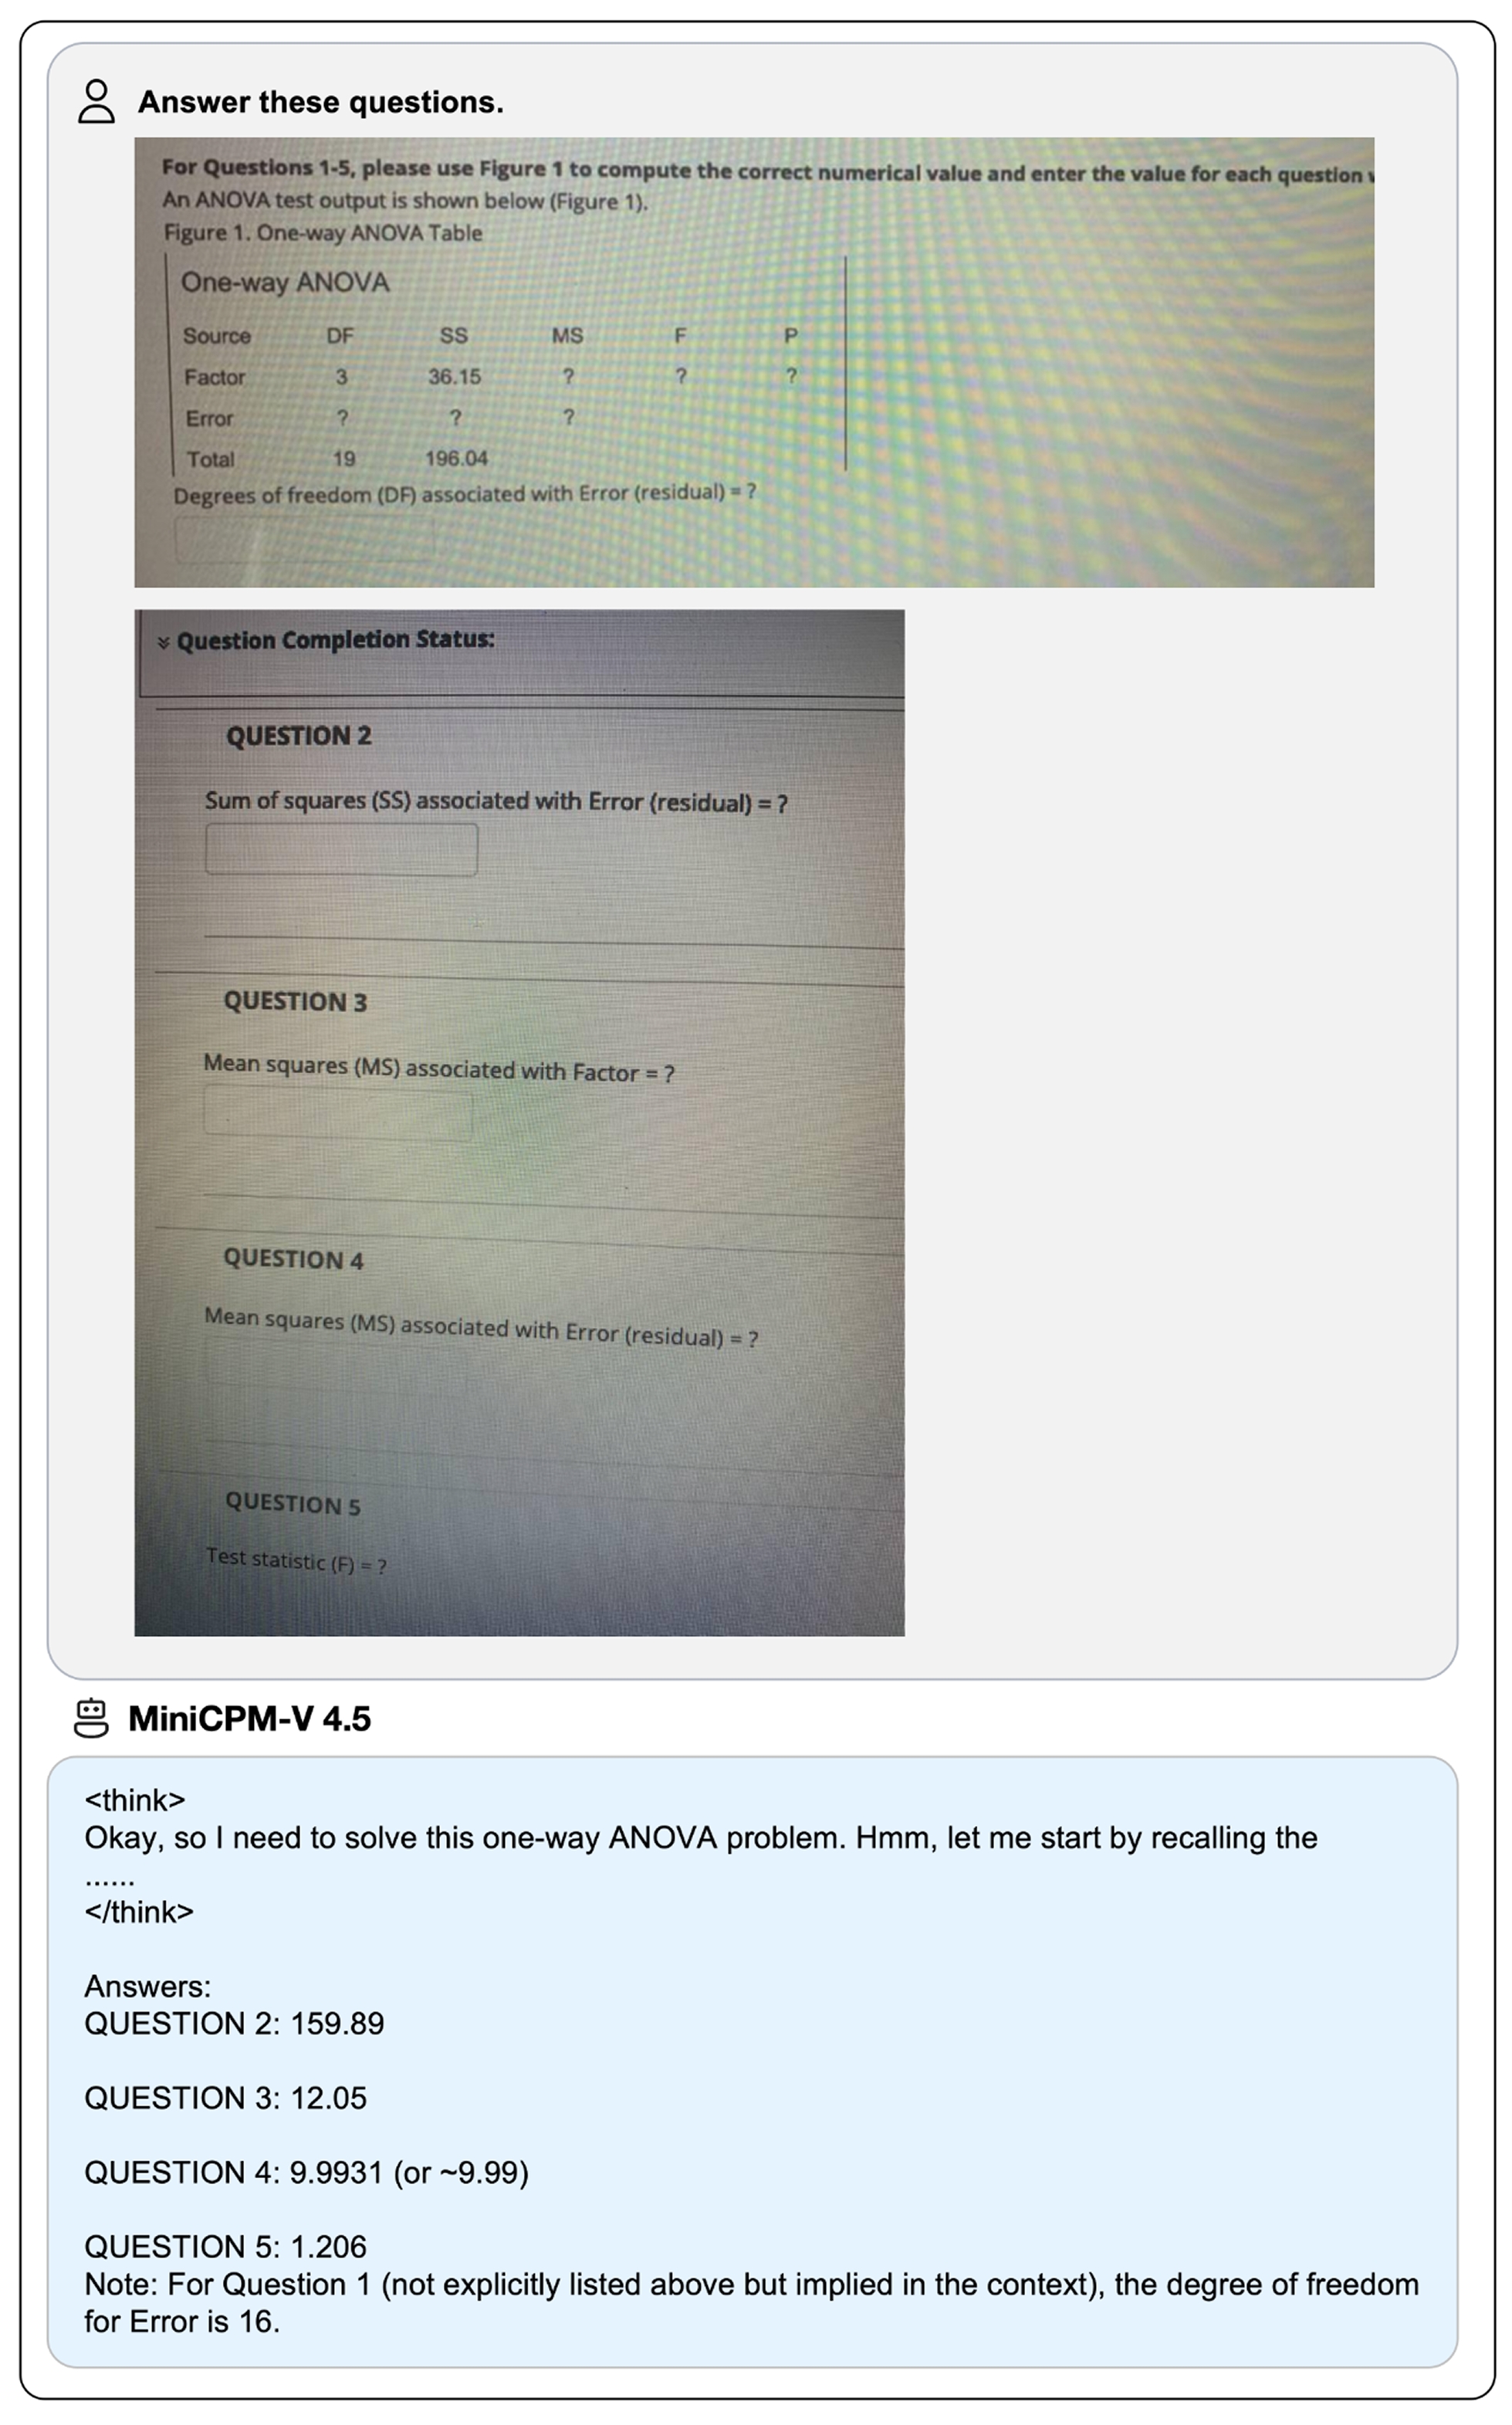 Answer these questions.
For Questions 1-5, please use Figure 1 to compute the correct numerical value and enter the value for each question
An ANOVA test output is shown below (Figure 1).
Figure 1. One-way ANOVA Table
One-way ANOVA
Source DF SS MS F P
Factor 3 36.15 ? ? ?
Error ? ? ?
Total 19 196.04
Degrees of freedom (DF) associated with Error (residual) = ?
Question Completion Status:
QUESTION 2
Sum of squares (SS) associated with Error (residual) = ?
QUESTION 3
Mean squares (MS) associated with Factor = ?
QUESTION 4
Mean squares (MS) associated with Error (residual) = ?
QUESTION 5
Test statistic (F) = ?
MiniCPM-V 4.5
<think>
Okay, so I need to solve this one-way ANOVA problem. Hmm, let me start by recalling the
......
</think>
Answers:
QUESTION 2: 159.89
QUESTION 3: 12.05
QUESTION 4: 9.9931 (or ~9.99)
QUESTION 5: 1.206
Note: For Question 1 (not explicitly listed above but implied in the context), the degree of freedom
for Error is 16.